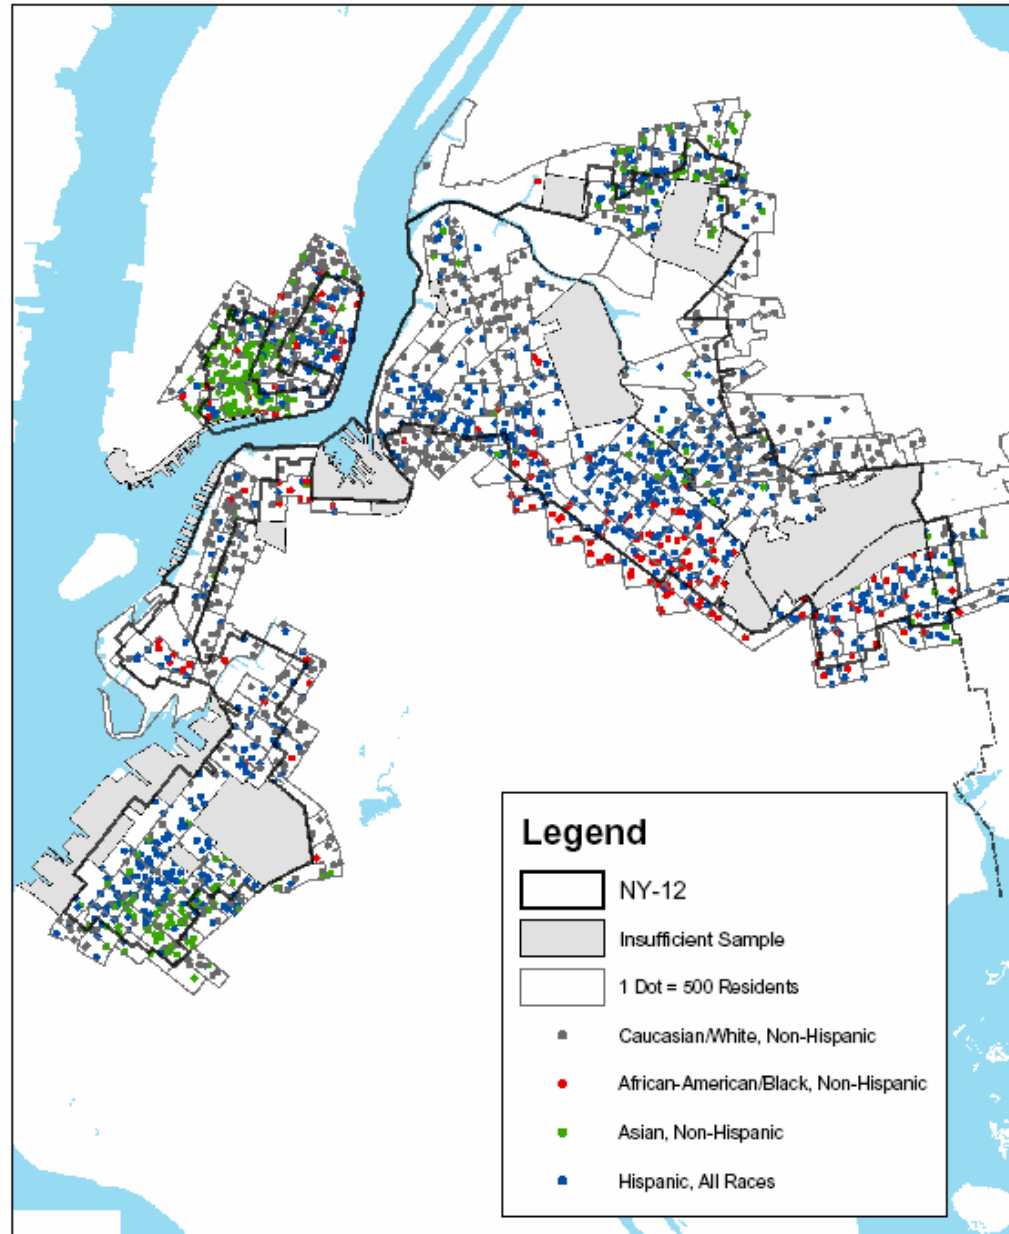 Legend
NY-12
Insufficient Sample
1 Dot = 500 Residents
Caucasian/White, Non-Hispanic
African-American/Black, Non-Hispanic
Asian, Non-Hispanic
Hispanic, All Races